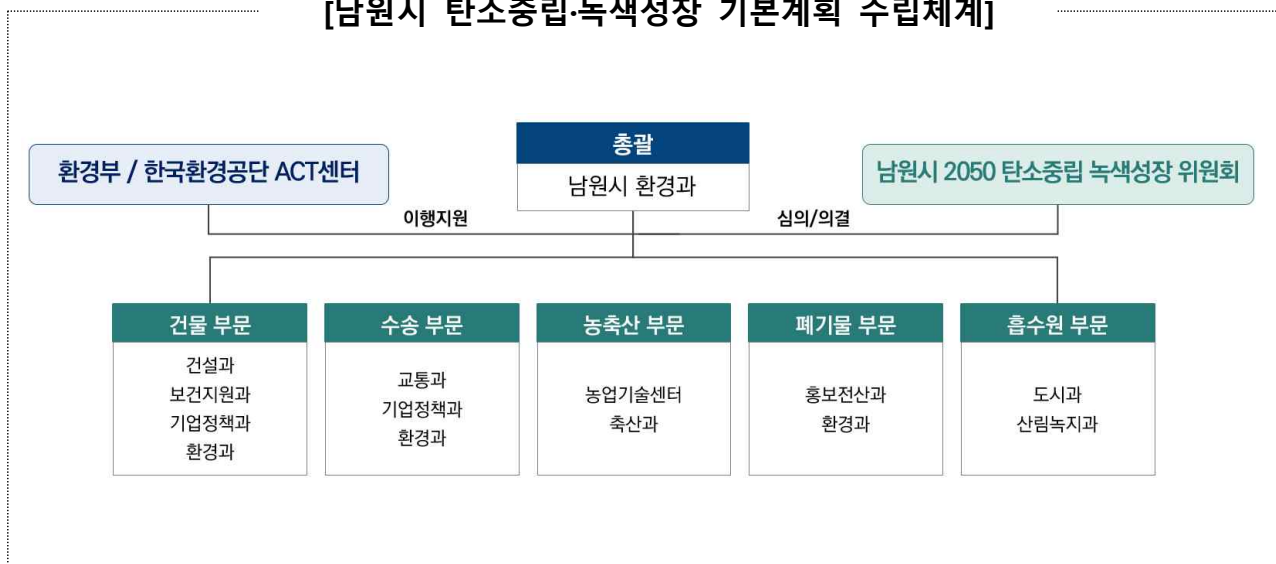 [남원시 탄소중립·녹색성장 기본계획 수립체계]
총괄
남원시 환경과
환경부 / 한국환경공단 ACT센터
남원시 2050 탄소중립 녹색성장 위원회
이행지원
심의/의결
건물 부문
건설과
보건지원과
기업정책과
환경과
수송 부문
교통과
기업정책과
환경과
농축산 부문
농업기술센터
축산과
폐기물 부문
홍보전산과
환경과
흡수원 부문
도시과
산림녹지과